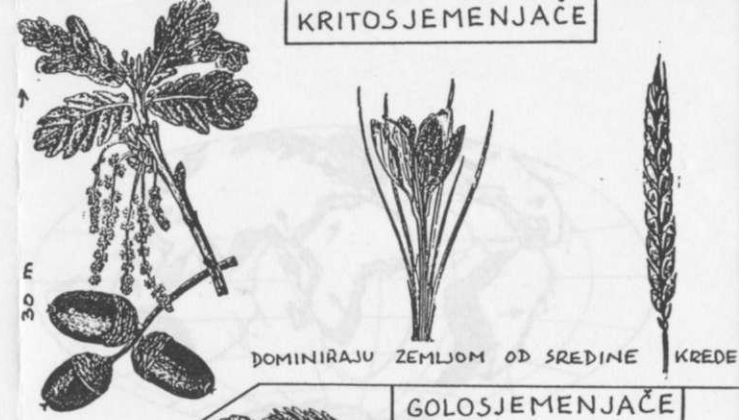 KRITOSJEMENJAČE
30 m
DOMINIRAJU ZEMLJOM OD SREDINE KREDE
GOLOSJEMENJAČE